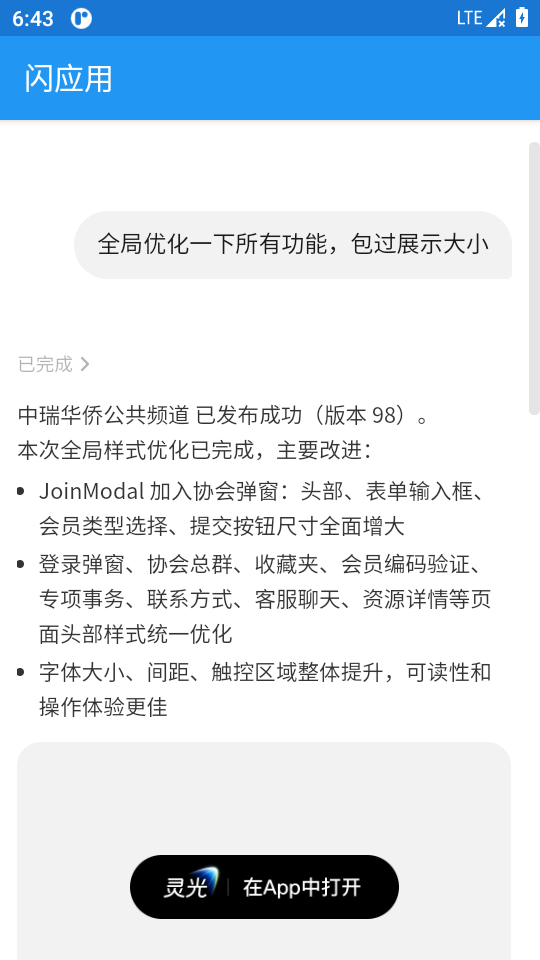 6:43
LTE
闪应用
全局优化一下所有功能，包过展示大小
已完成
中瑞华侨公共频道 已发布成功（版本 98）。
本次全局样式优化已完成，主要改进：
JoinModal 加入协会弹窗：头部、表单输入框、
会员类型选择、提交按钮尺寸全面增大
登录弹窗、协会总群、收藏夹、会员编码验证、
专项事务、联系方式、客服聊天、资源详情等页
面头部样式统一优化
字体大小、间距、触控区域整体提升，可读性和
操作体验更佳
灵光 | 在App中打开